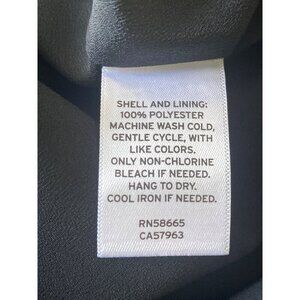 SHELL AND LINING:
100% POLYESTER
MACHINE WASH COLD,
GENTLE CYCLE, WITH
LIKE COLORS.
ONLY NON-CHLORINE
BLEACH IF NEEDED.
HANG TO DRY.
COOL IRON IF NEEDED.
RN58665
CA57963